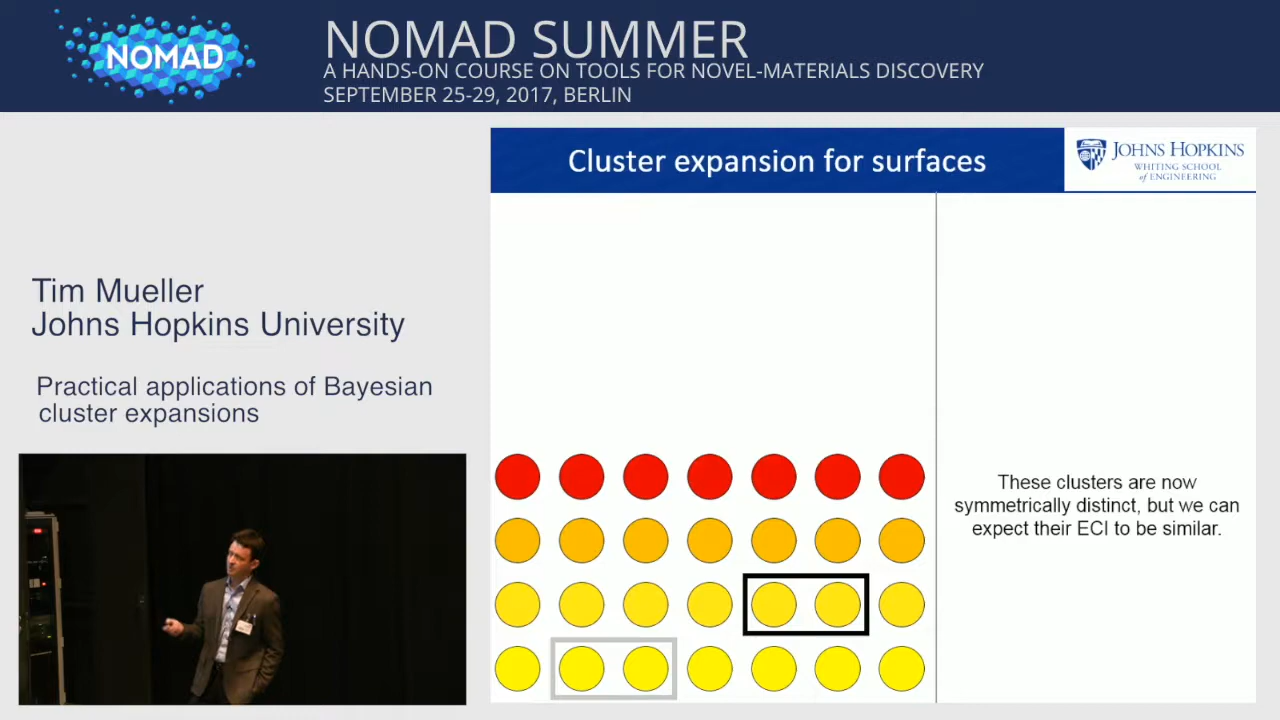 NOMAD
NOMAD SUMMER
A HANDS-ON COURSE ON TOOLS FOR NOVEL-MATERIALS DISCOVERY
SEPTEMBER 25-29, 2017, BERLIN
Cluster expansion for surfaces
JOHNS HOPKINS
WHITING SCHOOL
of ENGINEERING
Tim Mueller
Johns Hopkins University
Practical applications of Bayesian
cluster expansions
These clusters are now
symmetrically distinct, but we can
expect their ECI to be similar.